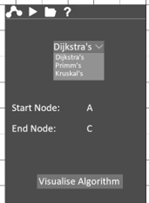 ?
Dijkstra's
Dijkstra's
Primm's
Kruskal's
Start Node: A
End Node: C
Visualise Algorithm